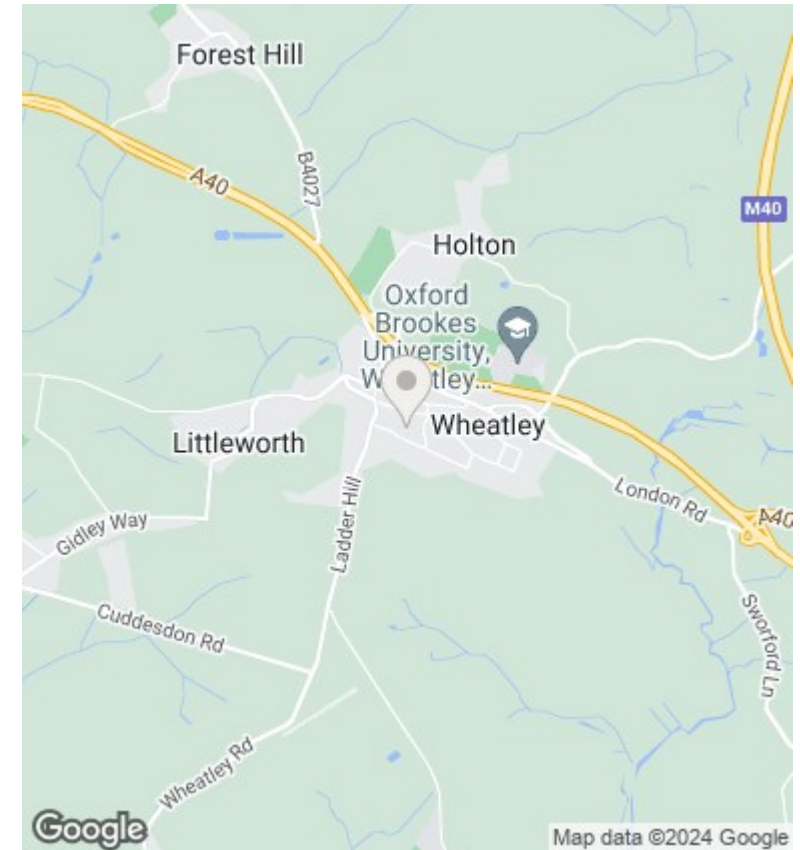 Forest Hill
B4027
A40
M40
Holton
Oxford
Brookes
University,
W tley...
Wheatley
Littleworth
London Rd
A40
Gidley Way
Ladder Hill
Cuddesdon Rd
Sworford Ln
Wheatley Rd
Google
Map data ©2024 Google